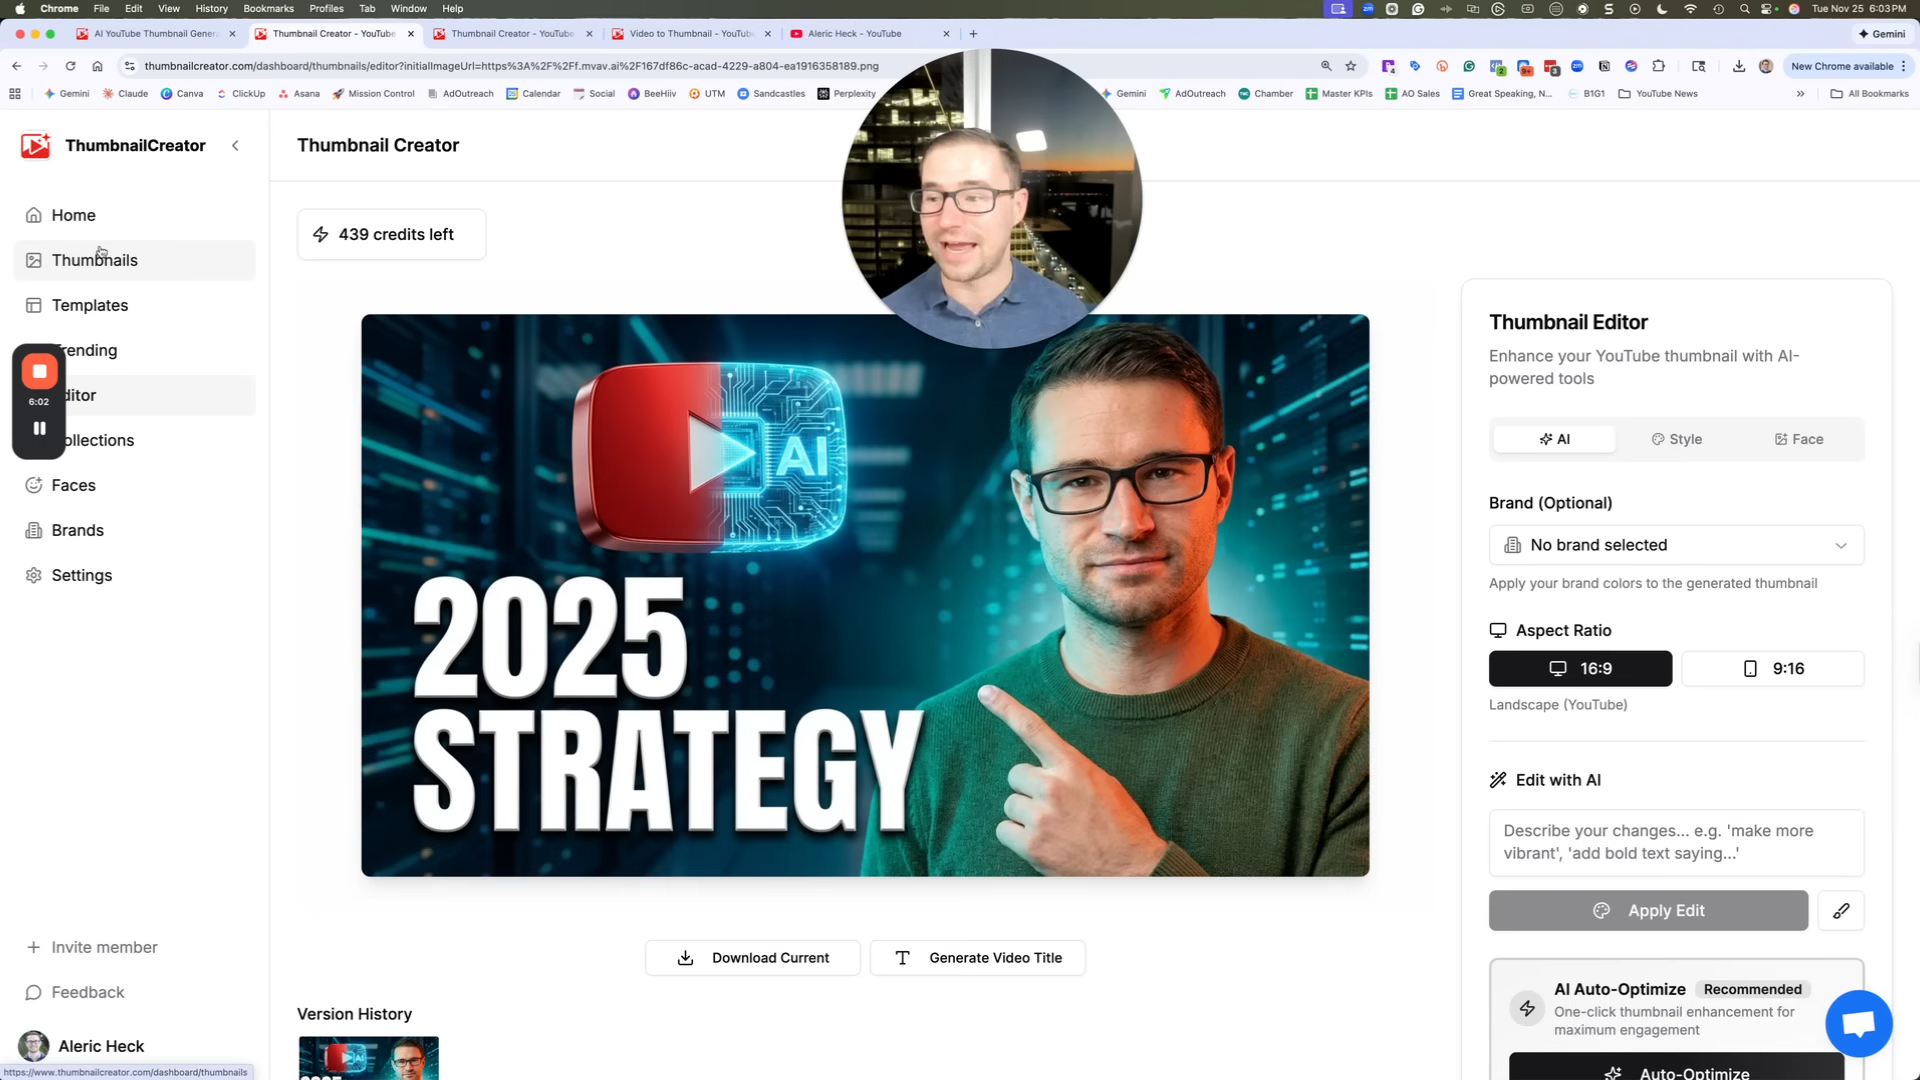 Chrome File Edit View History Bookmarks Profiles Tab Window Help
Tue Nov 25 6:03PM
AI YouTube Thumbnail Genera
Thumbnail Creator - YouTube
Thumbnail Creator - YouTube
Video to Thumbnail - YouTube
Aleric Heck - YouTube
Gemini
thumbnailcreator.com/dashboard/thumbnails/editor?initialImageUrl=https%3A%2F%2Ff.mvav.ai%2F167df86c-acad-4229-a804-ea1916358189.png
New Chrome available
Gemini Claude Canva ClickUp Asana Mission Control AdOutreach Calendar Social BeeHiiv UTM Sandcastles Perplexity Gemini AdOutreach Chamber Master KPIs AO Sales Great Speaking, N... B1G1 YouTube News All Bookmarks
ThumbnailCreator
Thumbnail Creator
Home
439 credits left
Thumbnails
Templates
Trending
6:02
ditor
ollections
Faces
Brands
Settings
AI
2025
STRATEGY
Thumbnail Editor
Enhance your YouTube thumbnail with AI-
powered tools
AI Style Face
Brand (Optional)
No brand selected
Apply your brand colors to the generated thumbnail
Aspect Ratio
16:9 9:16
Landscape (YouTube)
Edit with AI
Describe your changes... e.g. 'make more
vibrant', 'add bold text saying...'
Apply Edit
Download Current Generate Video Title
AI Auto-Optimize Recommended
One-click thumbnail enhancement for
maximum engagement
Auto-Optimize
Version History
AI
Invite member
Feedback
Aleric Heck
https://www.thumbnailcreator.com/dashboard/thumbnails